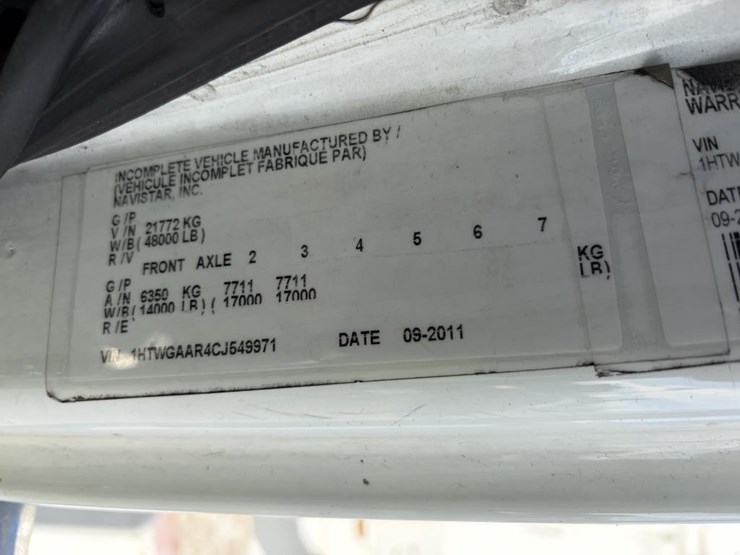 INCOMPLETE VEHICLE MANUFACTURED BY /
(VEHICULE INCOMPLET FABRIQUE PAR)
NAVISTAR, INC.
G /P
V /N 21772 KG
W/B ( 48000 LB )
R /V
FRONT AXLE 2 3 4 5 6 7
G /P
A /N 6350 KG 7711 7711 KG
W/B( 14000 LB ) ( 17000 17000 LB)
R /E
VIN 1HTWGAAR4CJ549971 DATE 09-2011
WARR
VIN
1HTW
DAT
09-2